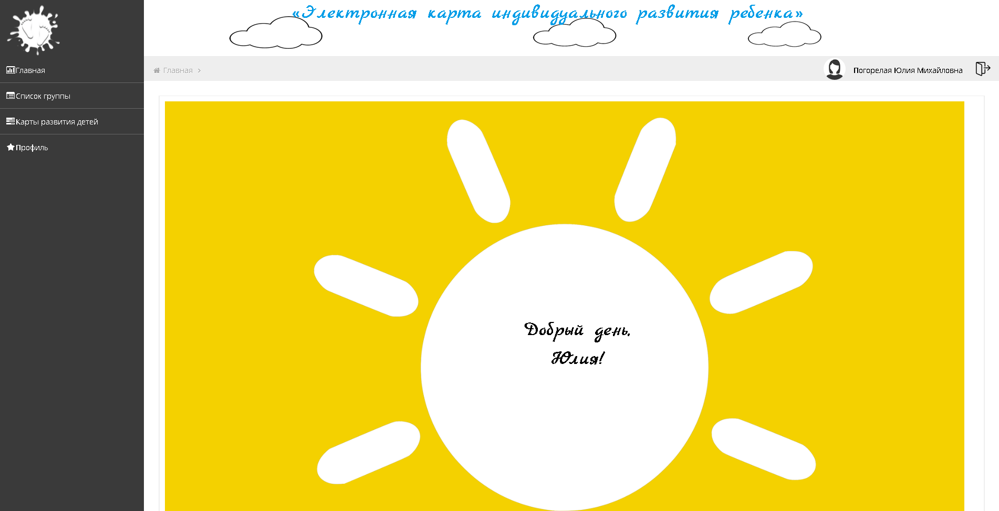 «Электронная карта индивидуального развития ребенка»
Главная
Список группы
Карты развития детей
Профиль
Главная
Погорелая Юлия Михайловна
Добрый день,
Юлия!